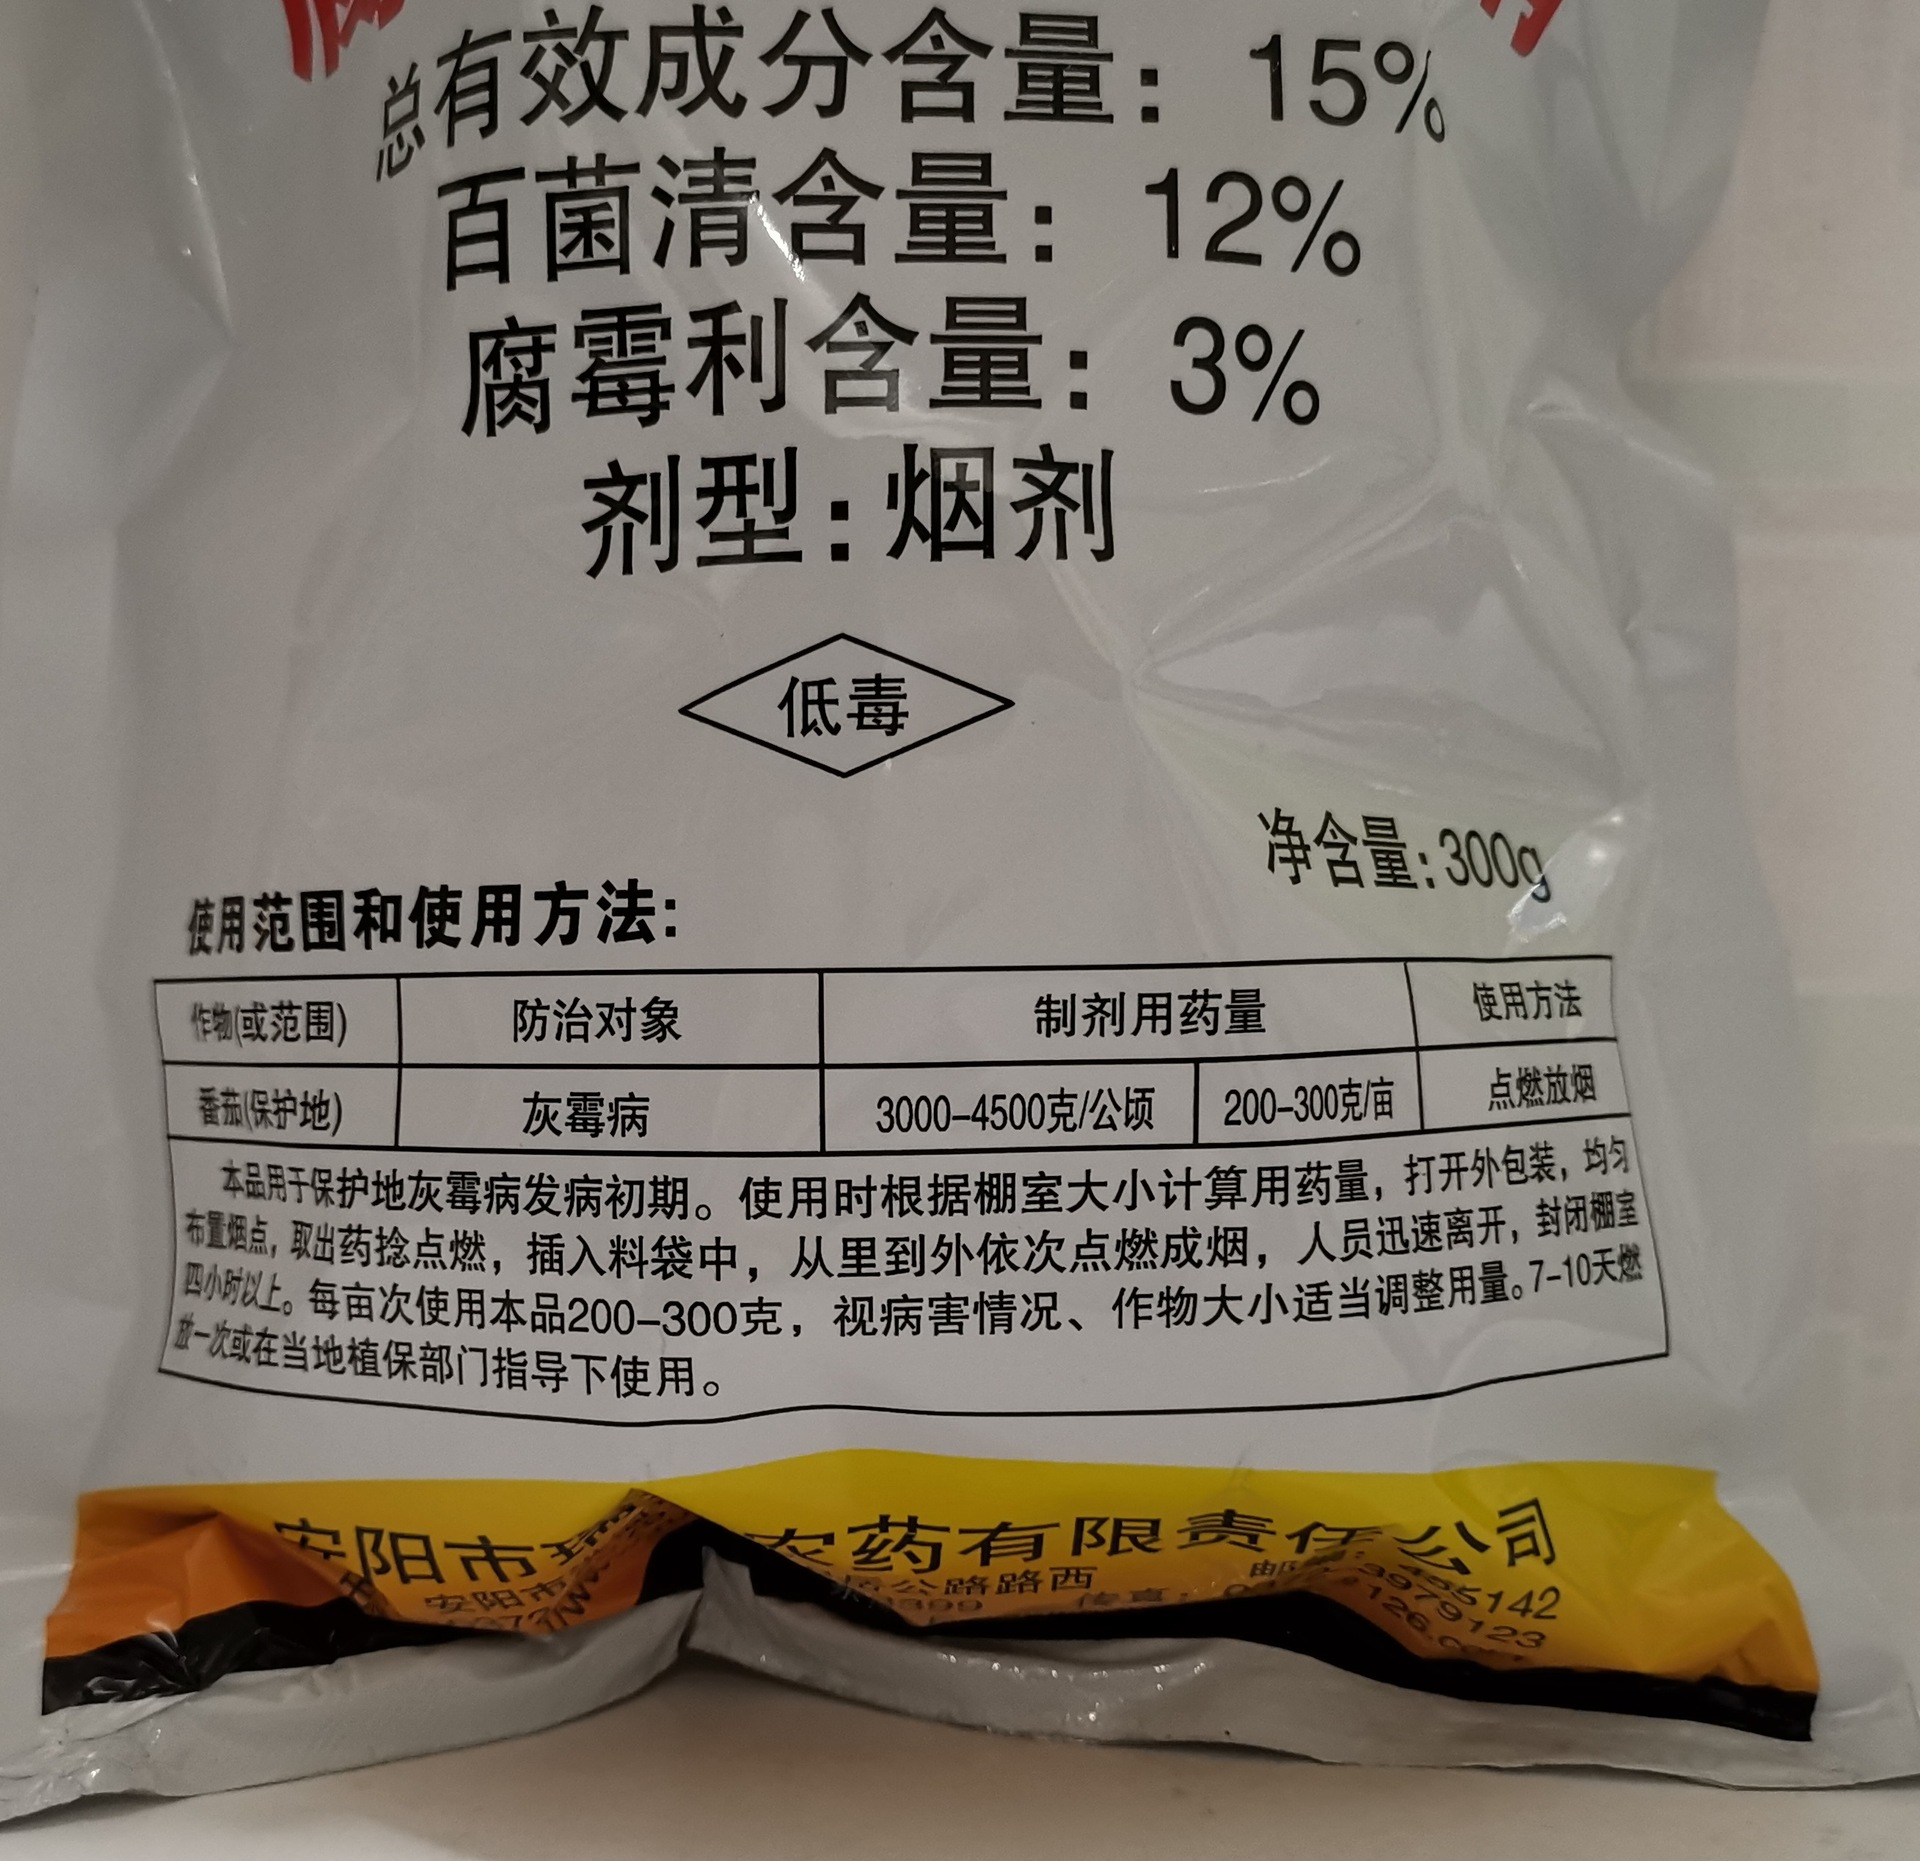 总有效成分含量：15%
百菌清含量：12%
腐霉利含量：3%
剂型：烟剂
低毒
净含量：300g
使用范围和使用方法：
作物(或范围) 防治对象 制剂用药量 使用方法
番茄(保护地) 灰霉病 3000-4500克/公顷 200-300克/亩 点燃放烟
本品用于保护地灰霉病发病初期。使用时根据棚室大小计算用药量，打开外包装，均匀
布置烟点，取出药捻点燃，插入料袋中，从里到外依次点燃成烟，人员迅速离开，封闭棚室
四小时以上。每亩次使用本品200-300克，视病害情况、作物大小适当调整用量。7-10天燃
放一次或在当地植保部门指导下使用。
安阳市 农药有限责任公司
安阳市 公路路西 邮编：455142
传真： 3979123